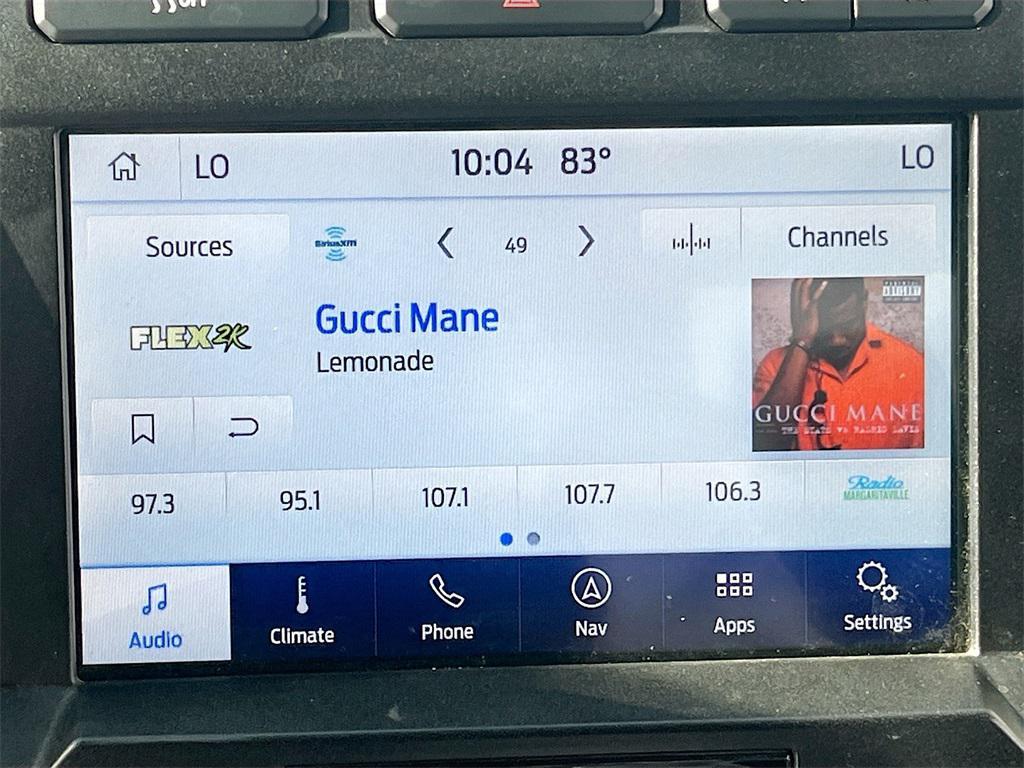 LO 10:04 83° LO
Sources SiriusXM 49 Channels
FLEX2K
Gucci Mane
Lemonade
PARENTAL
ADVISORY
GUCCI MANE
THE STATE VS RADRIC DAVIS
97.3 95.1 107.1 107.7 106.3 Radio
MARGARITAVILLE
Audio Climate Phone Nav Apps Settings